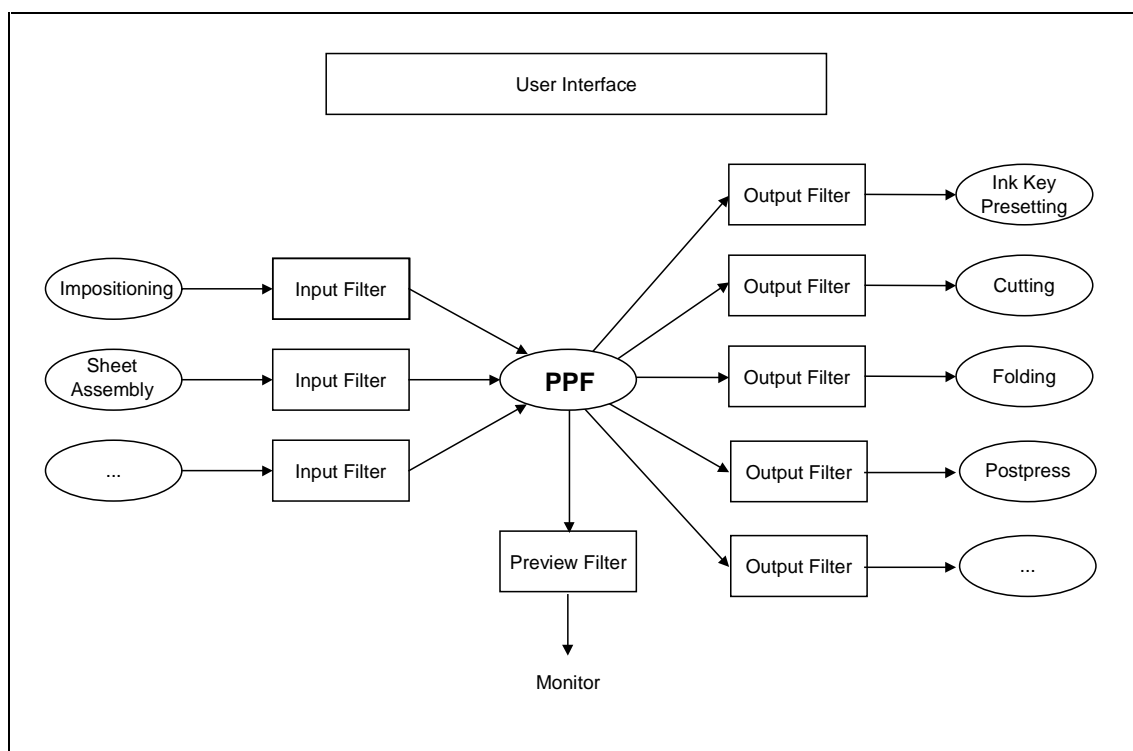 User Interface
Output Filter
Ink Key
Presetting
Impositioning
Input Filter
Output Filter
Cutting
Sheet
Assembly
Input Filter
PPF
Output Filter
Folding
...
Input Filter
Output Filter
Postpress
Preview Filter
Output Filter
...
Monitor